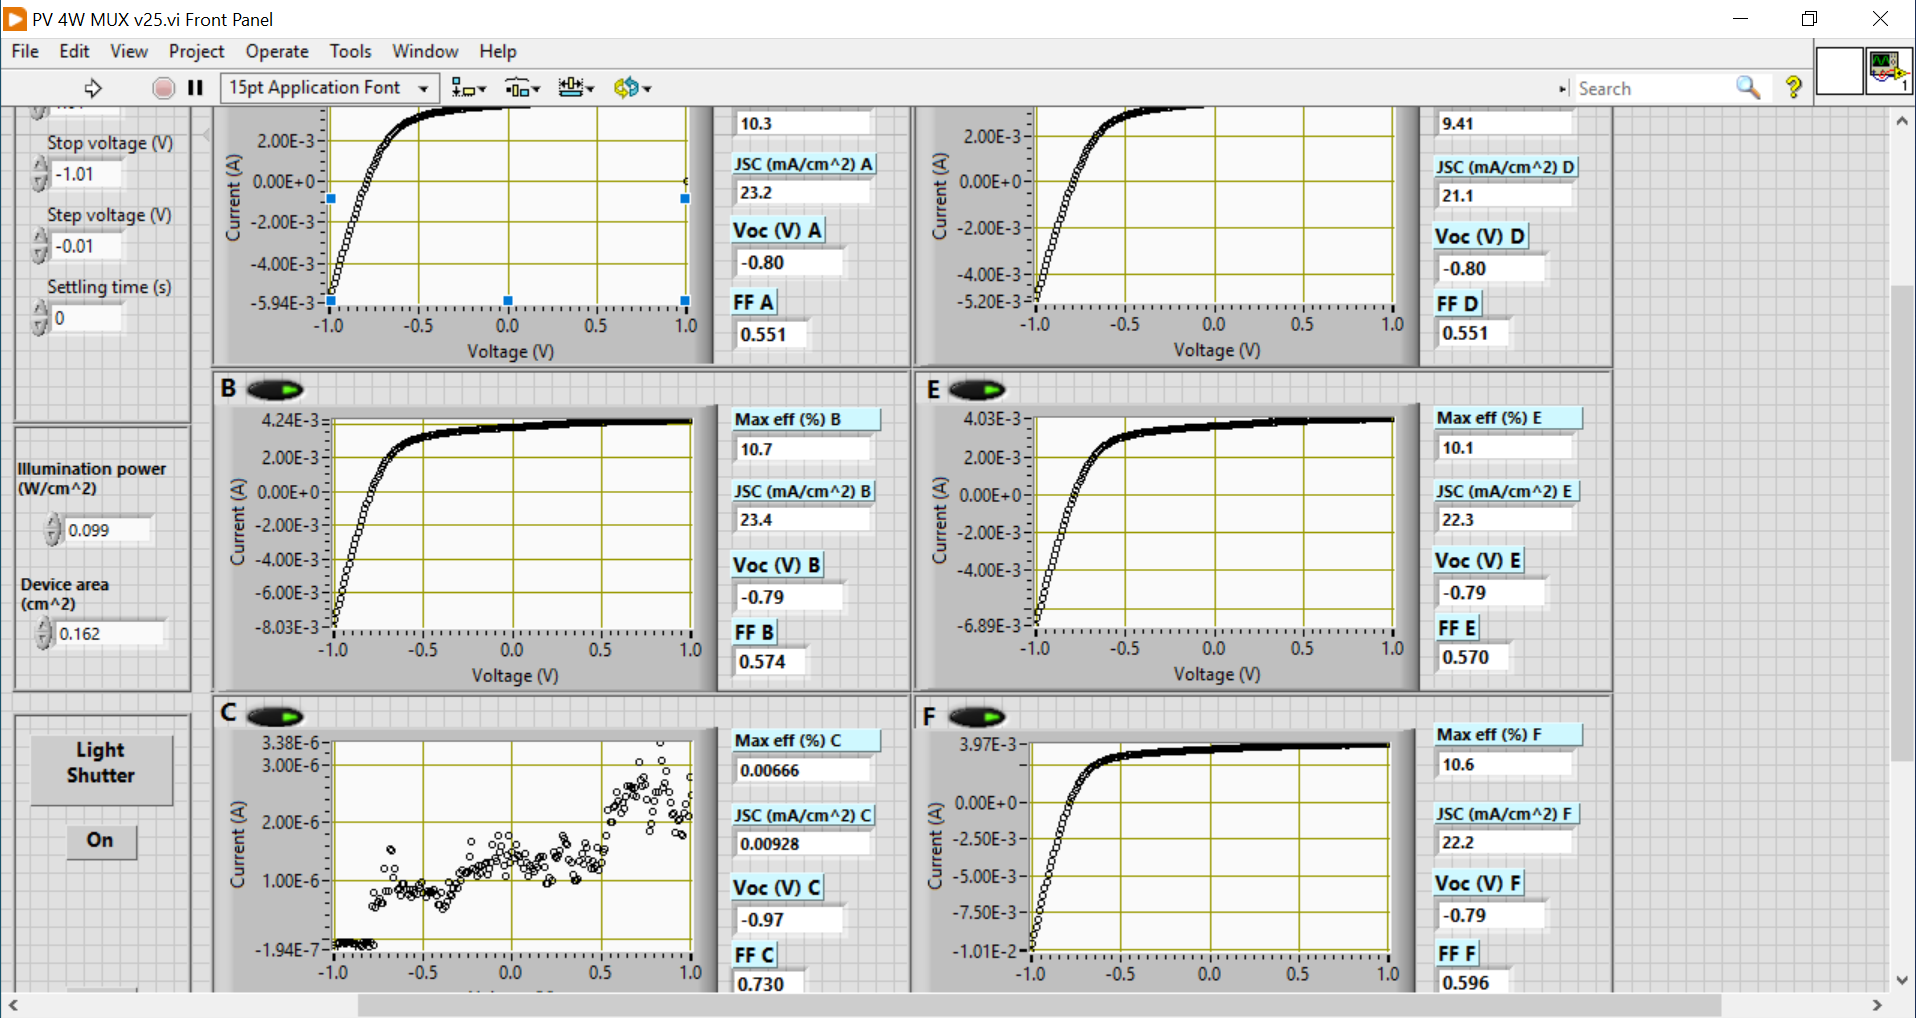 PV 4W MUX v25.vi Front Panel
File Edit View Project Operate Tools Window Help
15pt Application Font
Search
1
Stop voltage (V)
-1.01
Step voltage (V)
-0.01
Settling time (s)
0
Illumination power
(W/cm^2)
0.099
Device area
(cm^2)
0.162
Light
Shutter
On
Current (A)
2.00E-3
0.00E+0
-2.00E-3
-4.00E-3
-5.94E-3
-1.0 -0.5 0.0 0.5 1.0
Voltage (V)
10.3
JSC (mA/cm^2) A
23.2
Voc (V) A
-0.80
FF A
0.551
Current (A)
2.00E-3
0.00E+0
-2.00E-3
-4.00E-3
-5.20E-3
-1.0 -0.5 0.0 0.5 1.0
Voltage (V)
9.41
JSC (mA/cm^2) D
21.1
Voc (V) D
-0.80
FF D
0.551
B
Current (A)
4.24E-3
2.00E-3
0.00E+0
-2.00E-3
-4.00E-3
-6.00E-3
-8.03E-3
-1.0 -0.5 0.0 0.5 1.0
Voltage (V)
Max eff (%) B
10.7
JSC (mA/cm^2) B
23.4
Voc (V) B
-0.79
FF B
0.574
E
Current (A)
4.03E-3
2.00E-3
0.00E+0
-2.00E-3
-4.00E-3
-6.89E-3
-1.0 -0.5 0.0 0.5 1.0
Voltage (V)
Max eff (%) E
10.1
JSC (mA/cm^2) E
22.3
Voc (V) E
-0.79
FF E
0.570
C
Current (A)
3.38E-6
3.00E-6
2.00E-6
1.00E-6
-1.94E-7
-1.0 -0.5 0.0 0.5 1.0
Max eff (%) C
0.00666
JSC (mA/cm^2) C
0.00928
Voc (V) C
-0.97
FF C
0.730
F
Current (A)
3.97E-3
0.00E+0
-2.50E-3
-5.00E-3
-7.50E-3
-1.01E-2
-1.0 -0.5 0.0 0.5 1.0
Max eff (%) F
10.6
JSC (mA/cm^2) F
22.2
Voc (V) F
-0.79
FF F
0.596